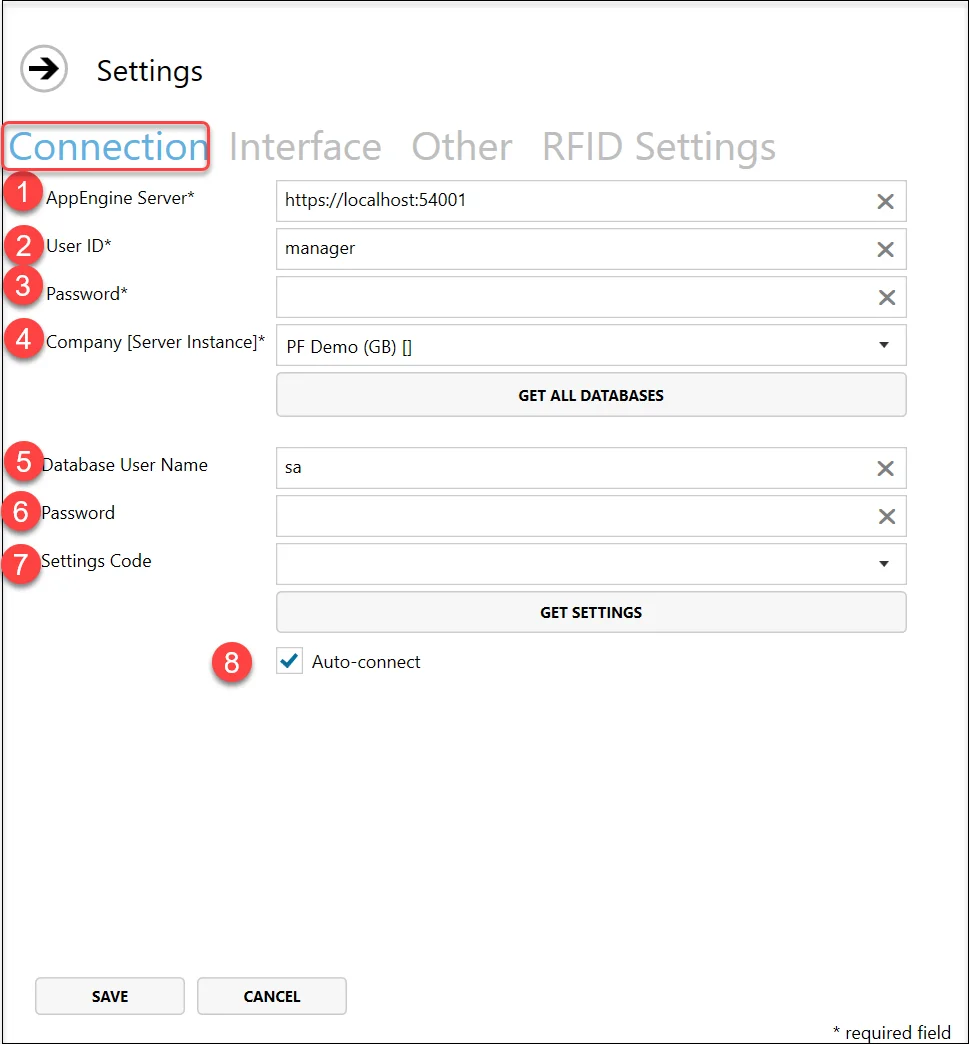 Settings
Connection Interface Other RFID Settings
1 AppEngine Server* https://localhost:54001
2 User ID* manager
3 Password*
4 Company [Server Instance]* PF Demo (GB) []
GET ALL DATABASES
5 Database User Name sa
6 Password
7 Settings Code
GET SETTINGS
8 Auto-connect
SAVE CANCEL
* required field